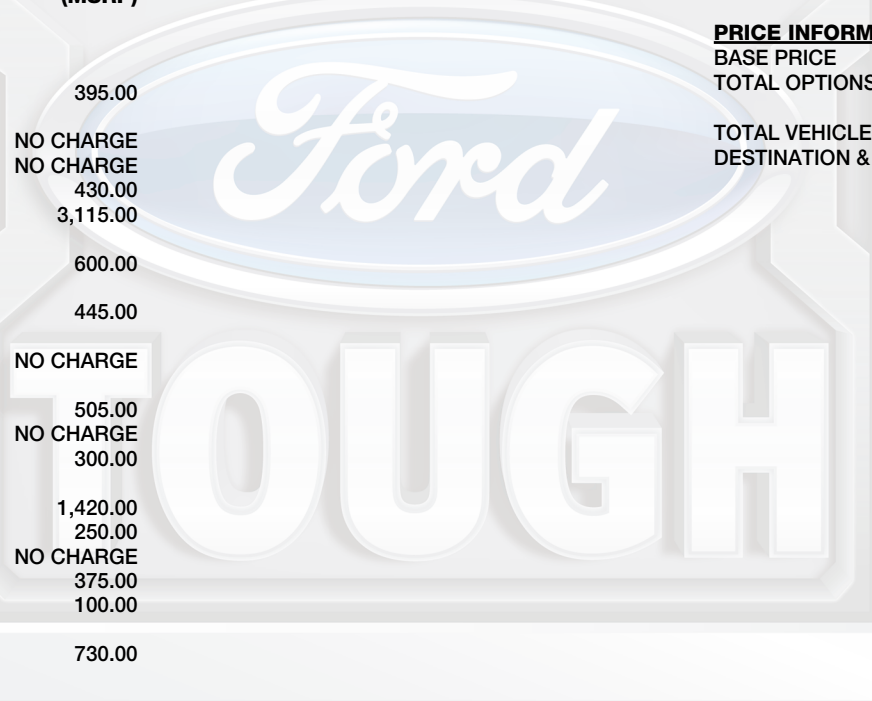 (MSRP)
395.00
NO CHARGE
NO CHARGE
430.00
3,115.00
600.00
445.00
NO CHARGE
505.00
NO CHARGE
300.00
1,420.00
250.00
NO CHARGE
375.00
100.00
730.00
Ford
TOUGH
PRICE INFORM
BASE PRICE
TOTAL OPTIONS
TOTAL VEHICLE
DESTINATION &